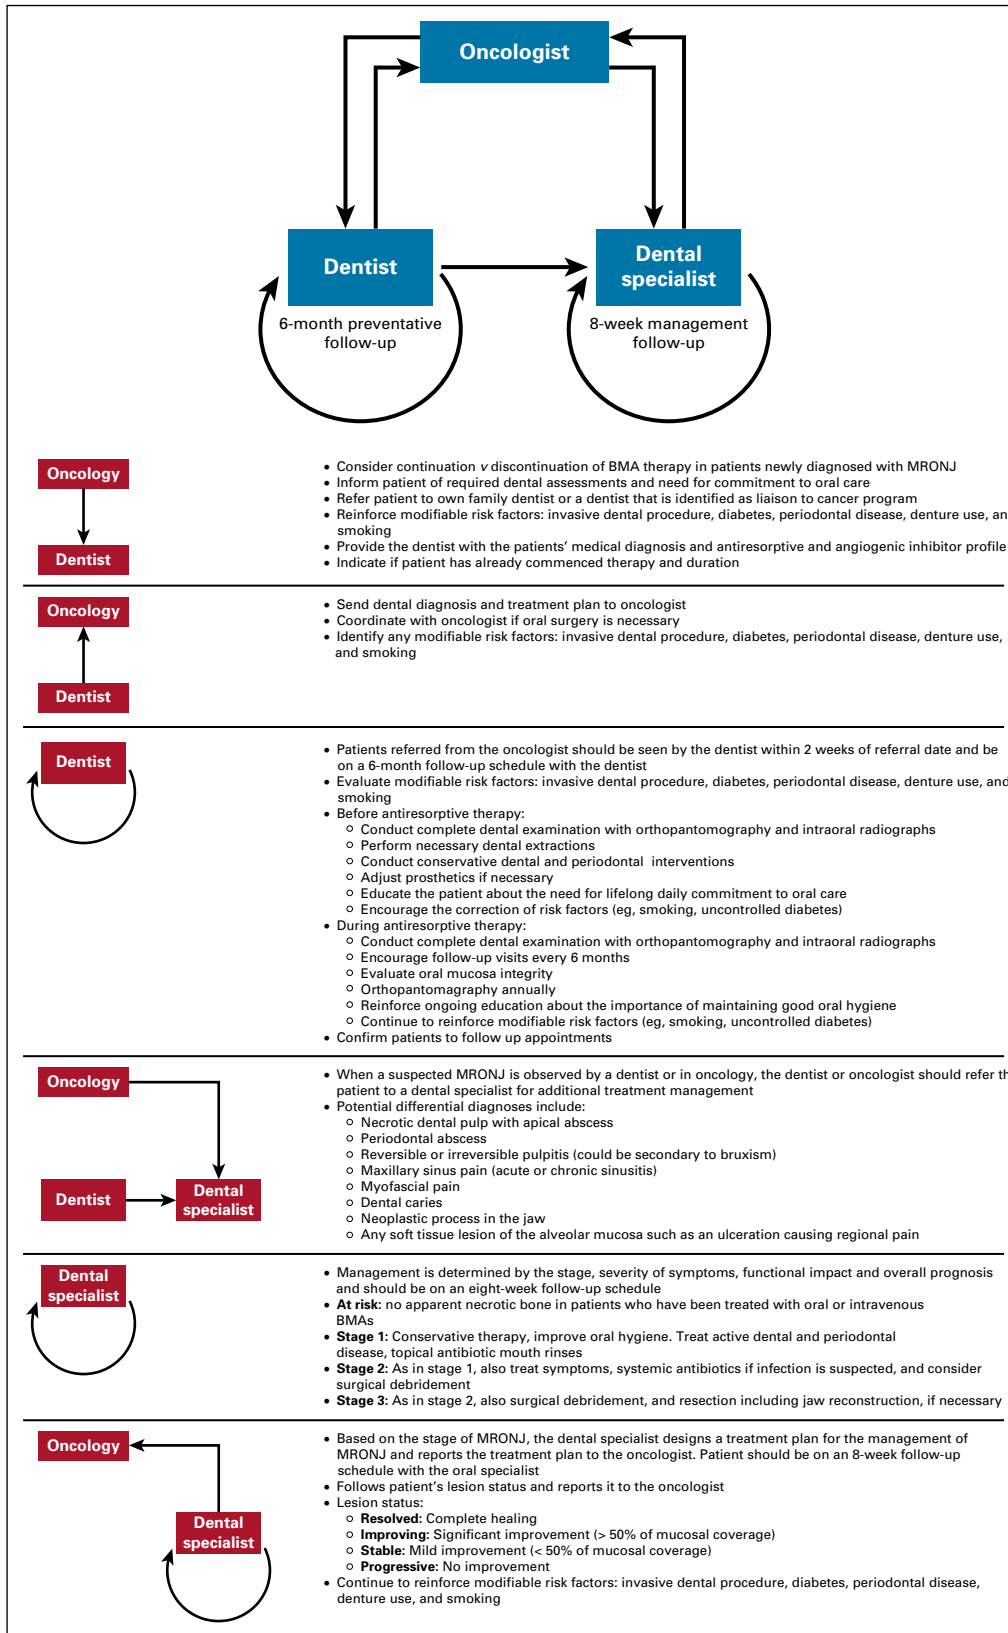 Oncologist
Dentist
Dental
specialist
6-month preventative
follow-up
8-week management
follow-up
Oncology
Dentist
• Consider continuation v discontinuation of BMA therapy in patients newly diagnosed with MRONJ
• Inform patient of required dental assessments and need for commitment to oral care
• Refer patient to own family dentist or a dentist that is identified as liaison to cancer program
• Reinforce modifiable risk factors: invasive dental procedure, diabetes, periodontal disease, denture use, an
smoking
• Provide the dentist with the patients' medical diagnosis and antiresorptive and angiogenic inhibitor profile
• Indicate if patient has already commenced therapy and duration
Oncology
Dentist
• Send dental diagnosis and treatment plan to oncologist
• Coordinate with oncologist if oral surgery is necessary
• Identify any modifiable risk factors: invasive dental procedure, diabetes, periodontal disease, denture use,
and smoking
Dentist
• Patients referred from the oncologist should be seen by the dentist within 2 weeks of referral date and be
on a 6-month follow-up schedule with the dentist
• Evaluate modifiable risk factors: invasive dental procedure, diabetes, periodontal disease, denture use, and
smoking
• Before antiresorptive therapy:
○ Conduct complete dental examination with orthopantomography and intraoral radiographs
○ Perform necessary dental extractions
○ Conduct conservative dental and periodontal interventions
○ Adjust prosthetics if necessary
○ Educate the patient about the need for lifelong daily commitment to oral care
○ Encourage the correction of risk factors (eg, smoking, uncontrolled diabetes)
• During antiresorptive therapy:
○ Conduct complete dental examination with orthopantomography and intraoral radiographs
○ Encourage follow-up visits every 6 months
○ Evaluate oral mucosa integrity
○ Orthopantomagraphy annually
○ Reinforce ongoing education about the importance of maintaining good oral hygiene
○ Continue to reinforce modifiable risk factors (eg, smoking, uncontrolled diabetes)
• Confirm patients to follow up appointments
Oncology
Dentist
Dental
specialist
• When a suspected MRONJ is observed by a dentist or in oncology, the dentist or oncologist should refer th
patient to a dental specialist for additional treatment management
• Potential differential diagnoses include:
○ Necrotic dental pulp with apical abscess
○ Periodontal abscess
○ Reversible or irreversible pulpitis (could be secondary to bruxism)
○ Maxillary sinus pain (acute or chronic sinusitis)
○ Myofascial pain
○ Dental caries
○ Neoplastic process in the jaw
○ Any soft tissue lesion of the alveolar mucosa such as an ulceration causing regional pain
Dental
specialist
• Management is determined by the stage, severity of symptoms, functional impact and overall prognosis
and should be on an eight-week follow-up schedule
• At risk: no apparent necrotic bone in patients who have been treated with oral or intravenous
BMAs
• Stage 1: Conservative therapy, improve oral hygiene. Treat active dental and periodontal
disease, topical antibiotic mouth rinses
• Stage 2: As in stage 1, also treat symptoms, systemic antibiotics if infection is suspected, and consider
surgical debridement
• Stage 3: As in stage 2, also surgical debridement, and resection including jaw reconstruction, if necessary
Oncology
Dental
specialist
• Based on the stage of MRONJ, the dental specialist designs a treatment plan for the management of
MRONJ and reports the treatment plan to the oncologist. Patient should be on an 8-week follow-up
schedule with the oral specialist
• Follows patient's lesion status and reports it to the oncologist
• Lesion status:
○ Resolved: Complete healing
○ Improving: Significant improvement (> 50% of mucosal coverage)
○ Stable: Mild improvement (< 50% of mucosal coverage)
○ Progressive: No improvement
• Continue to reinforce modifiable risk factors: invasive dental procedure, diabetes, periodontal disease,
denture use, and smoking